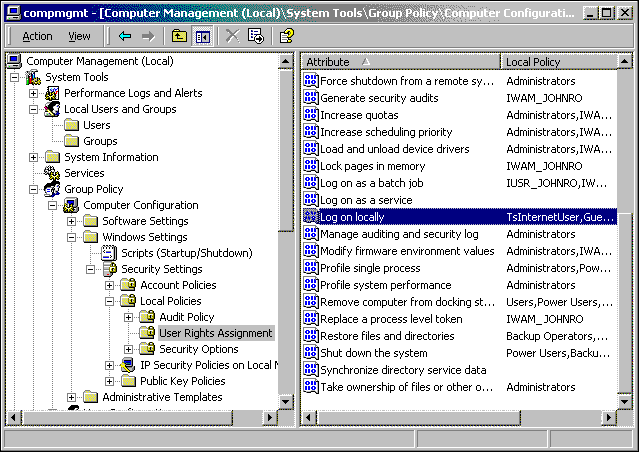 compmgmt - [Computer Management (Local)\System Tools\Group Policy\Computer Configurati...
Action View
Computer Management (Local)
System Tools
Performance Logs and Alerts
Local Users and Groups
Users
Groups
System Information
Services
Group Policy
Computer Configuration
Software Settings
Windows Settings
Scripts (Startup/Shutdown)
Security Settings
Account Policies
Local Policies
Audit Policy
User Rights Assignment
Security Options
IP Security Policies on Local M
Public Key Policies
Administrative Templates
Attribute Local Policy
Force shutdown from a remote sy... Administrators
Generate security audits IWAM_JOHNRO
Increase quotas Administrators,IWA...
Increase scheduling priority Administrators,IWA...
Load and unload device drivers Administrators
Lock pages in memory IWAM_JOHNRO
Log on as a batch job IUSR_JOHNRO,IW...
Log on as a service
Log on locally TsInternetUser,Gue...
Manage auditing and security log Administrators
Modify firmware environment values Administrators
Profile single process Administrators,Pow...
Profile system performance Administrators
Remove computer from docking st... Users,Power Users,...
Replace a process level token IWAM_JOHNRO
Restore files and directories Backup Operators,...
Shut down the system Power Users,Backu...
Synchronize directory service data
Take ownership of files or other o... Administrators